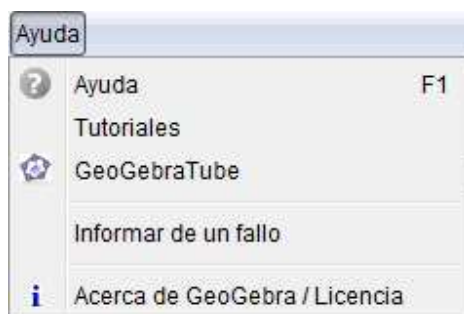 Ayuda
Ayuda F1
Tutoriales
GeoGebraTube
Informar de un fallo
Acerca de GeoGebra / Licencia